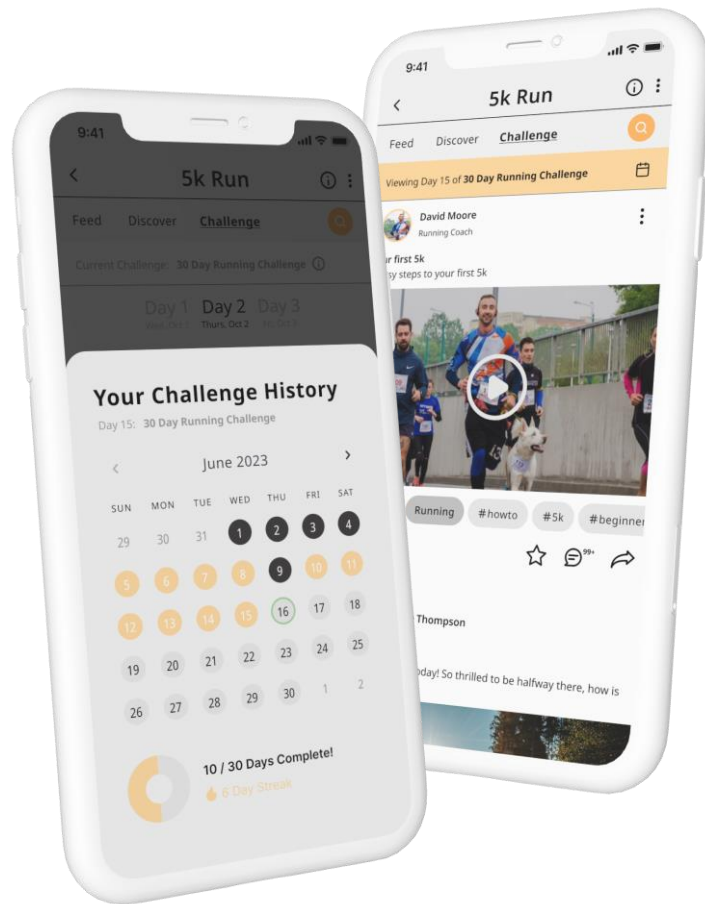 9:41
5k Run
Feed Discover Challenge
Current Challenge: 30 Day Running Challenge
Day 1 Day 2 Day 3
Thurs, Oct 2
Your Challenge History
Day 15: 30 Day Running Challenge
June 2023
SUN MON TUE WED THU FRI SAT
29 30 31 1 2 3 4
5 6 7 8 9 10 11
12 13 14 15 16 17 18
19 20 21 22 23 24 25
26 27 28 29 30 1 2
10 / 30 Days Complete!
6 Day Streak
9:41
5k Run
Feed Discover Challenge
Viewing Day 15 of 30 Day Running Challenge
David Moore
Running Coach
r first 5k
sy steps to your first 5k
Running #howto #5k #beginner
99+
Thompson
oday! So thrilled to be halfway there, how is